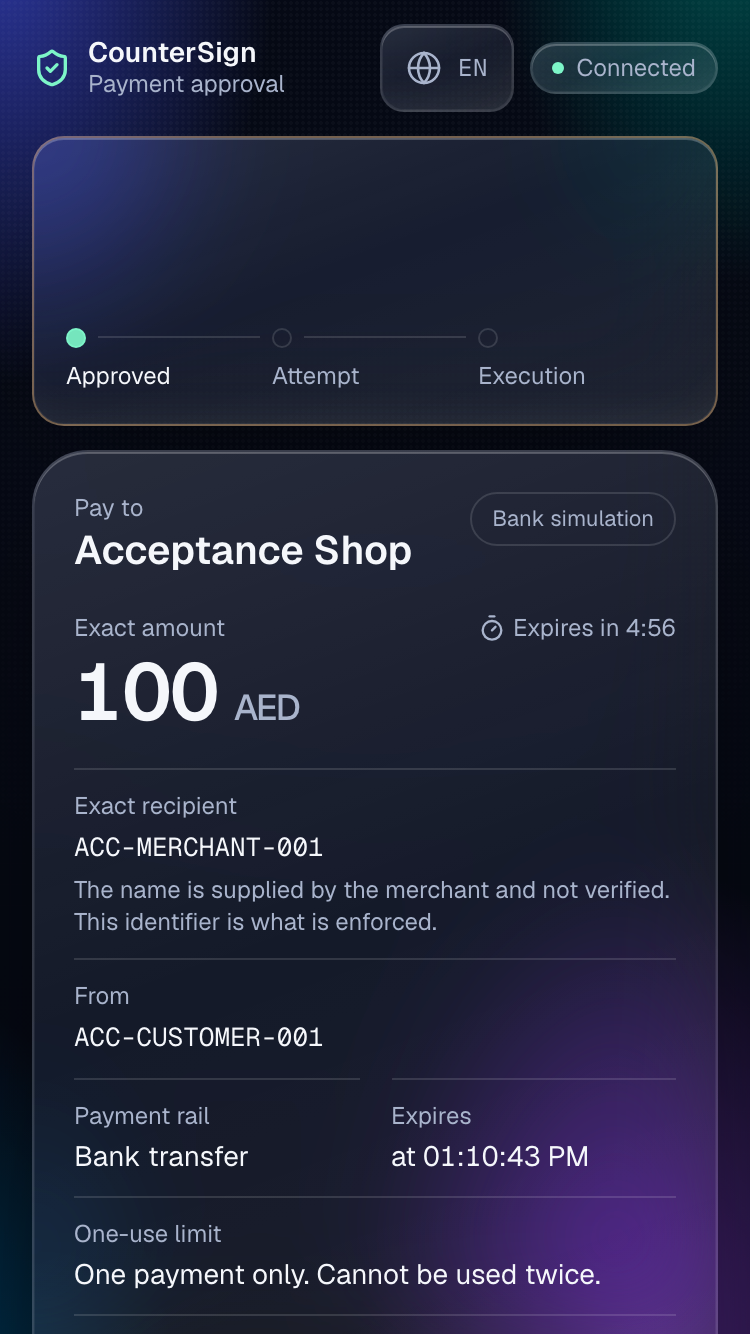 CounterSign
Payment approval
EN
Connected
Approved
Attempt
Execution
Pay to
Acceptance Shop
Bank simulation
Exact amount
Expires in 4:56
100 AED
Exact recipient
ACC-MERCHANT-001
The name is supplied by the merchant and not verified.
This identifier is what is enforced.
From
ACC-CUSTOMER-001
Payment rail
Bank transfer
Expires
at 01:10:43 PM
One-use limit
One payment only. Cannot be used twice.